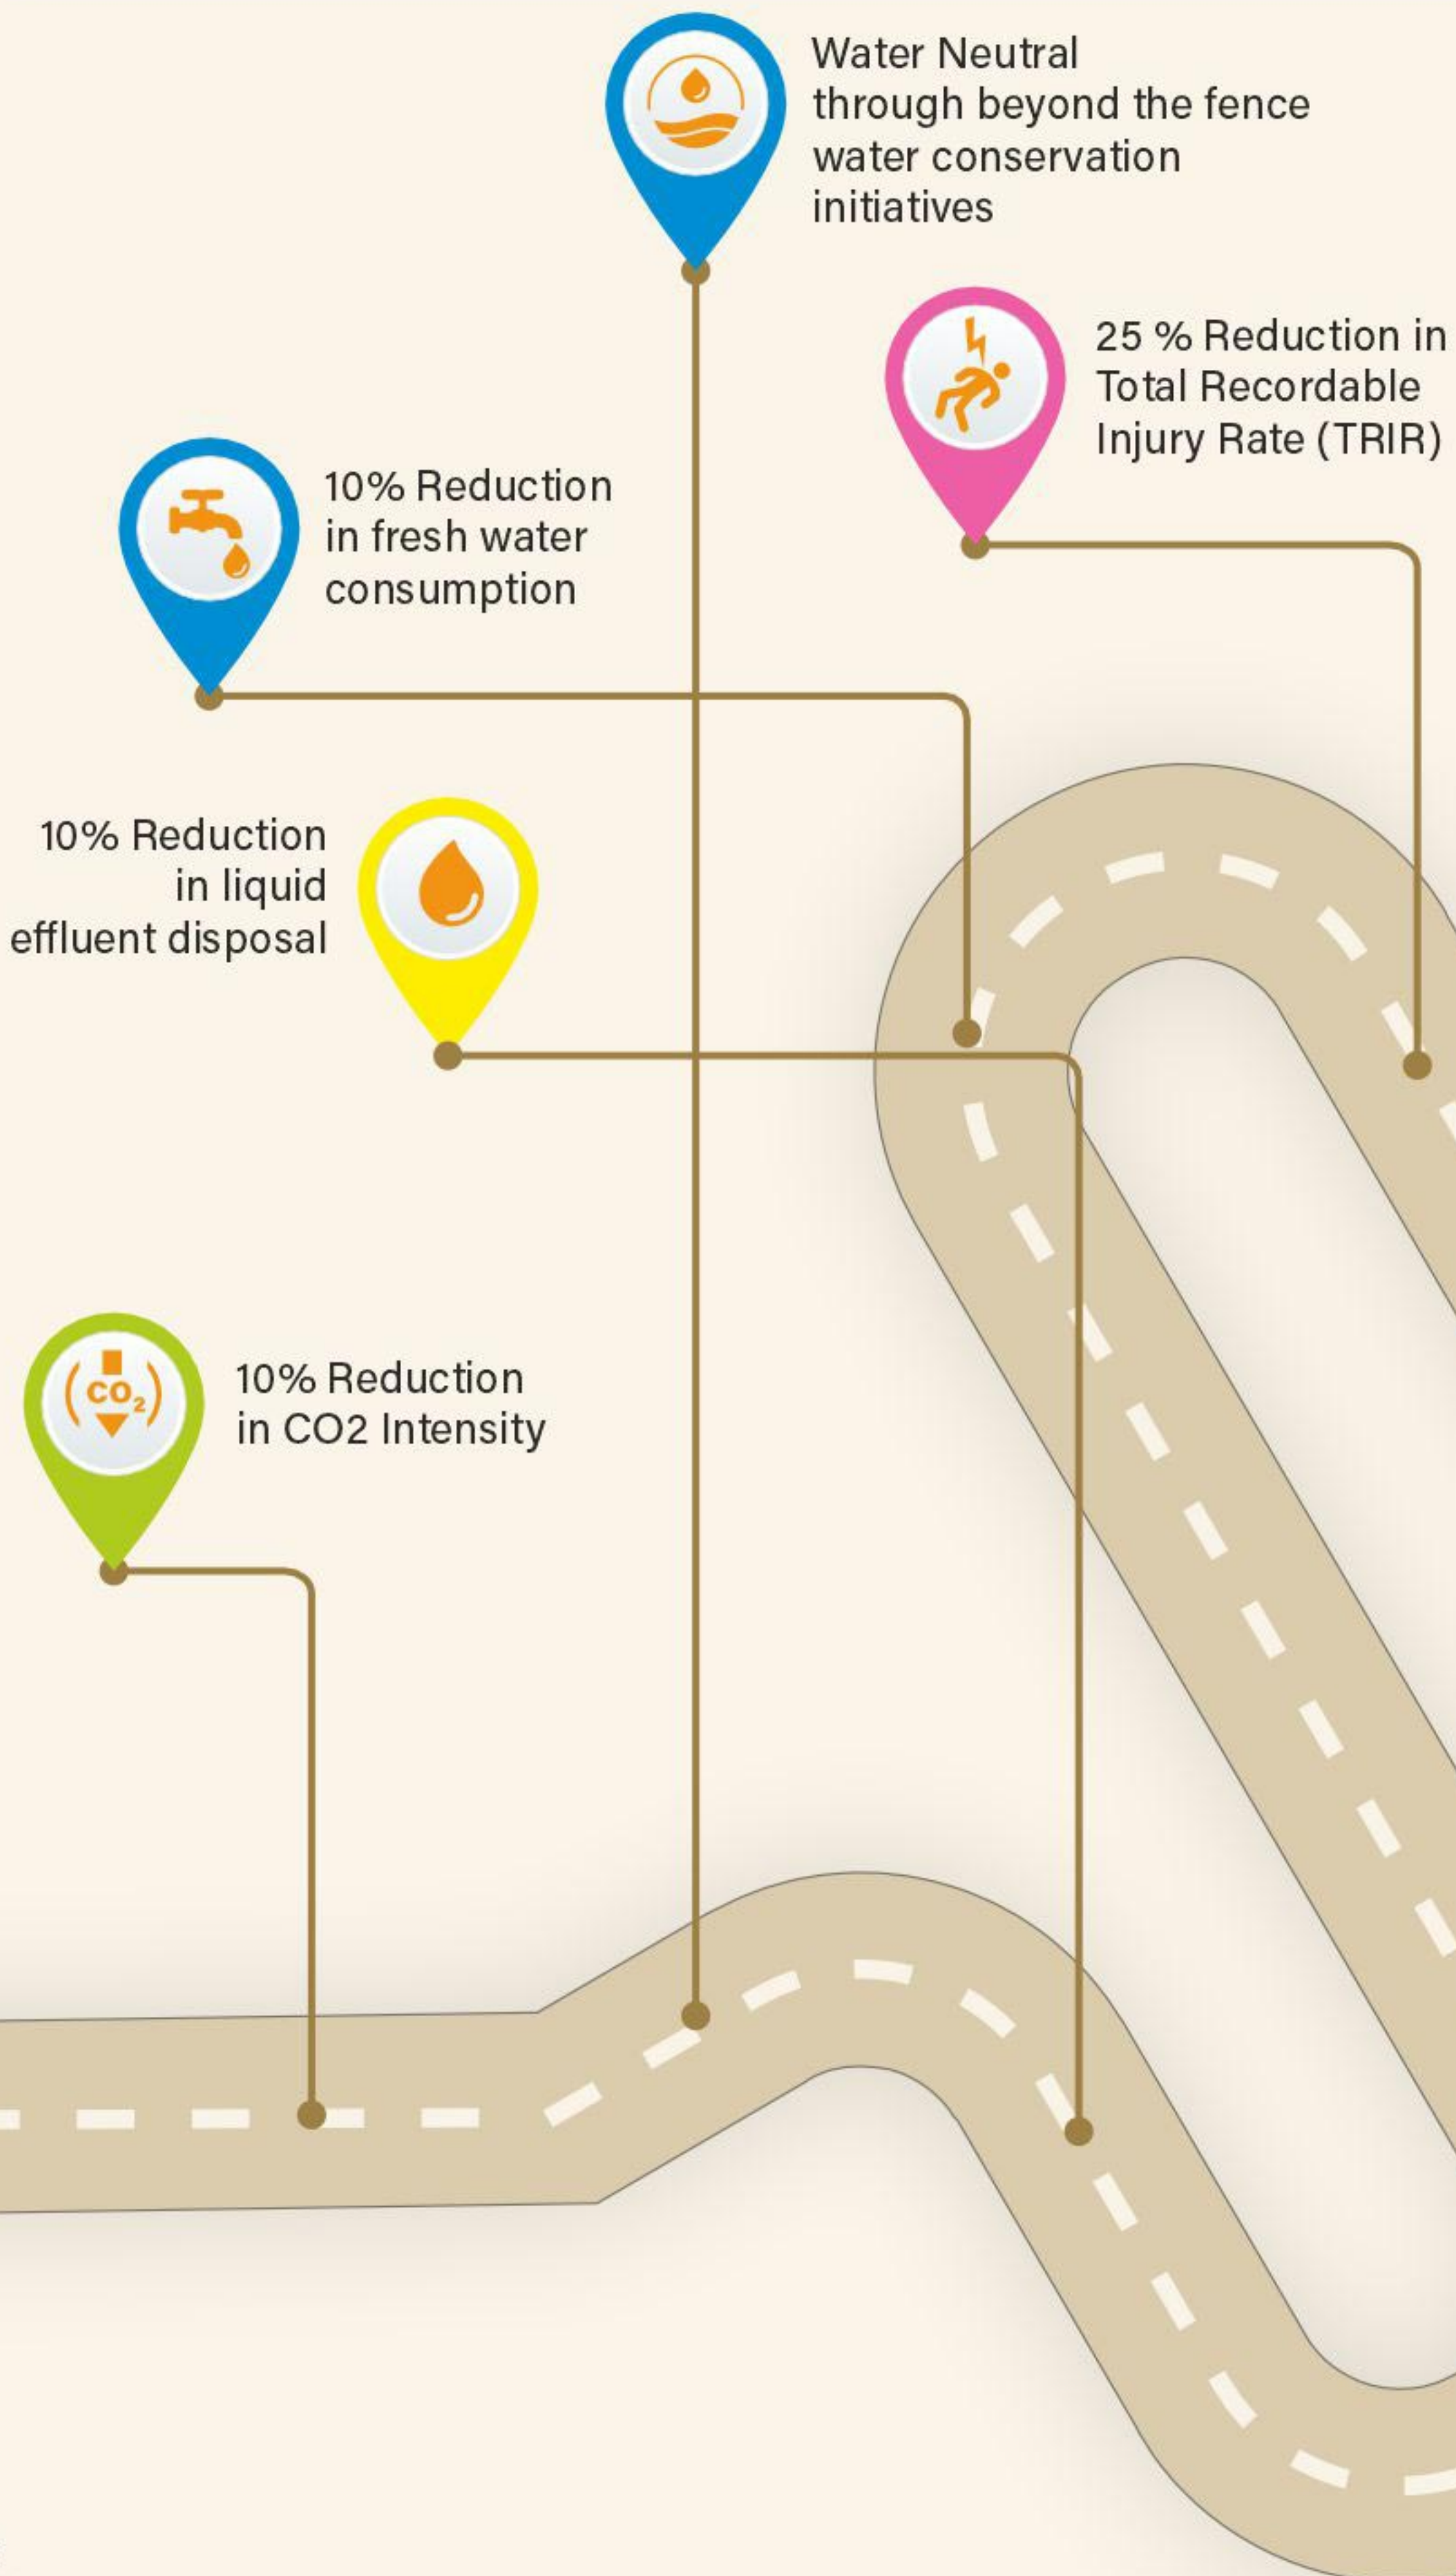 Water Neutral
through beyond the fence
water conservation
initiatives
25 % Reduction in
Total Recordable
Injury Rate (TRIR)
10% Reduction
in fresh water
consumption
10% Reduction
in liquid
effluent disposal
CO2
10% Reduction
in CO2 Intensity